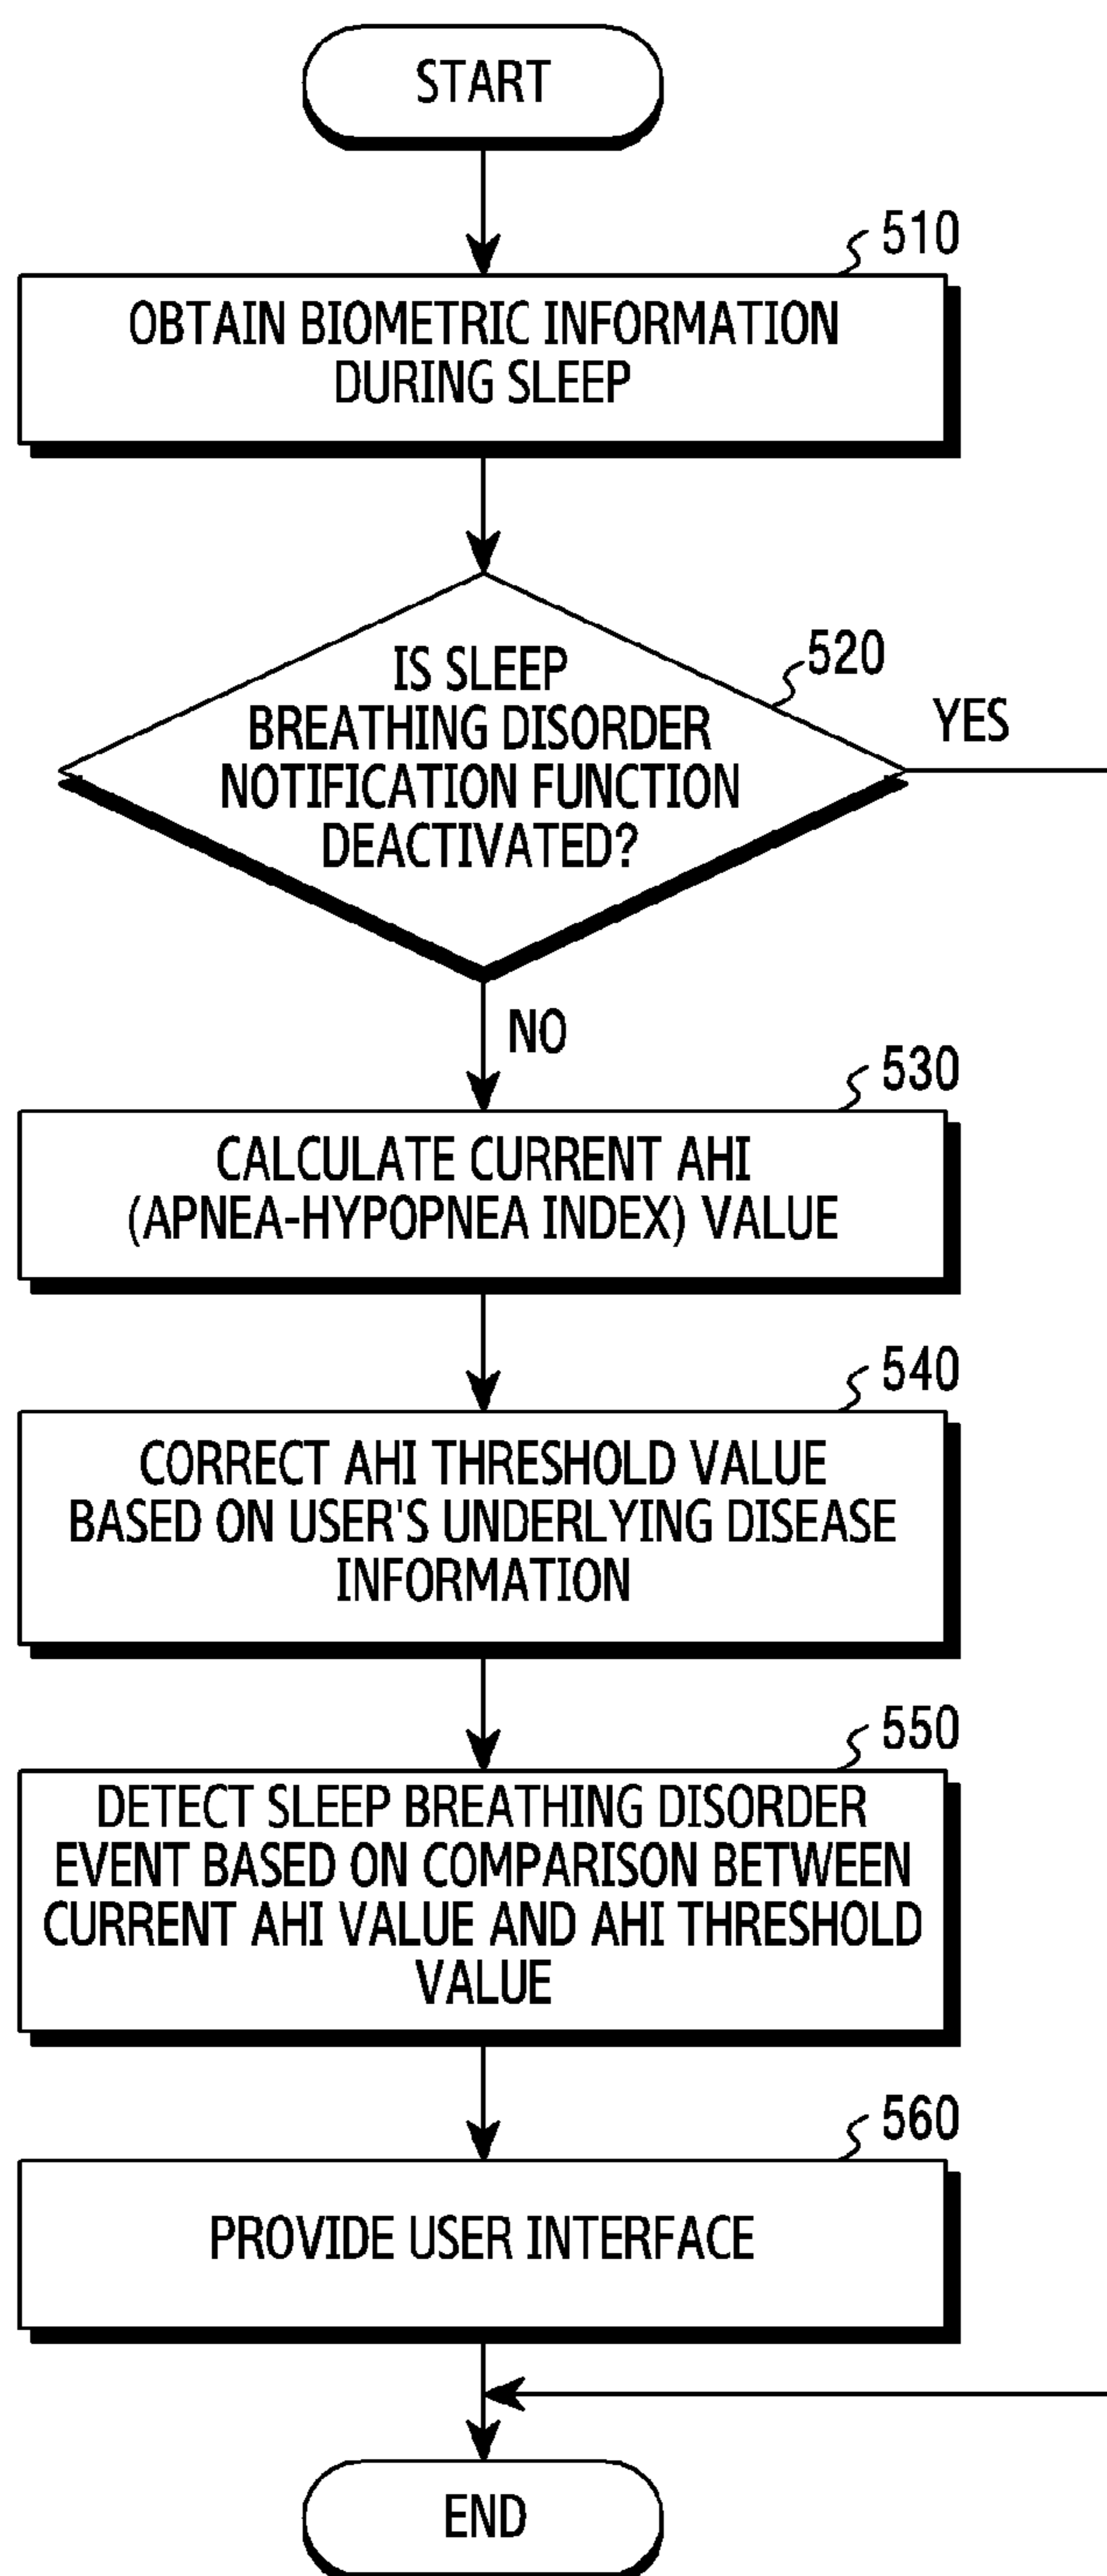 START
510
OBTAIN BIOMETRIC INFORMATION
DURING SLEEP
520
IS SLEEP
BREATHING DISORDER
NOTIFICATION FUNCTION
DEACTIVATED?
YES
NO
530
CALCULATE CURRENT AHI
(APNEA-HYPOPNEA INDEX) VALUE
540
CORRECT AHI THRESHOLD VALUE
BASED ON USER'S UNDERLYING DISEASE
INFORMATION
550
DETECT SLEEP BREATHING DISORDER
EVENT BASED ON COMPARISON BETWEEN
CURRENT AHI VALUE AND AHI THRESHOLD
VALUE
560
PROVIDE USER INTERFACE
END